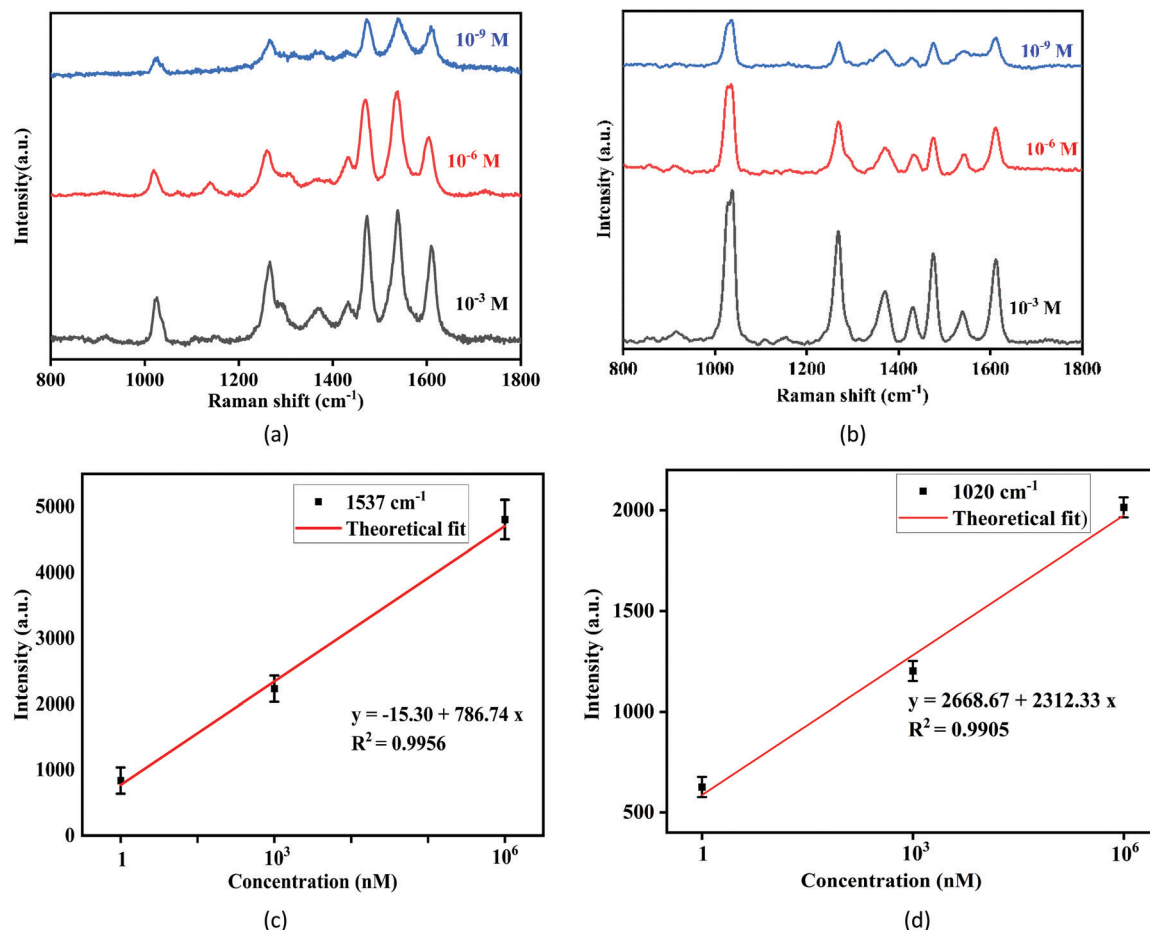 (a)
Intensity(a.u.)
10⁻⁹ M
10⁻⁶ M
10⁻³ M
800 1000 1200 1400 1600 1800
Raman shift (cm⁻¹)
(a)
Intensity (a.u.)
10⁻⁹ M
10⁻⁶ M
10⁻³ M
800 1000 1200 1400 1600 1800
Raman shift (cm⁻¹)
(b)
Intensity (a.u.)
5000
4000
3000
2000
1000
0
1537 cm⁻¹
Theoretical fit
y = -15.30 + 786.74 x
R² = 0.9956
1 10³ 10⁶
Concentration (nM)
(c)
Intensity (a.u.)
2000
1500
1000
500
1020 cm⁻¹
Theoretical fit)
y = 2668.67 + 2312.33 x
R² = 0.9905
1 10³ 10⁶
Concentration (nM)
(d)